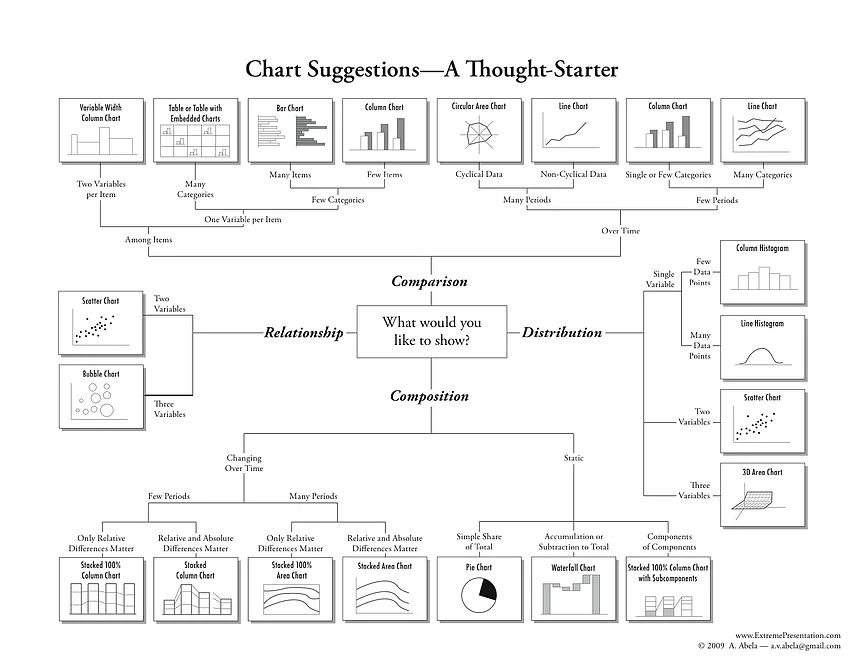 Chart Suggestions—A Thought-Starter
Variable Width
Column Chart
Table or Table with
Embedded Charts
Bar Chart
Column Chart
Circular Area Chart
Line Chart
Column Chart
Line Chart
Two Variables
per Item
Many
Categories
Many Items
Few Items
Cyclical Data
Non-Cyclical Data
Single or Few Categories
Many Categories
Few Categories
Many Periods
Few Periods
One Variable per Item
Among Items
Over Time
Comparison
What would you
like to show?
Relationship
Scatter Chart
Two
Variables
Bubble Chart
Three
Variables
Distribution
Single
Variable
Few
Data
Points
Column Histogram
Many
Data
Points
Line Histogram
Two
Variables
Scatter Chart
Three
Variables
3D Area Chart
Composition
Changing
Over Time
Static
Few Periods
Many Periods
Only Relative
Differences Matter
Relative and Absolute
Differences Matter
Only Relative
Differences Matter
Relative and Absolute
Differences Matter
Simple Share
of Total
Accumulation or
Subtraction to Total
Components
of Components
Stacked 100%
Column Chart
Stacked
Column Chart
Stacked 100%
Area Chart
Stacked Area Chart
Pie Chart
Waterfall Chart
Stacked 100% Column Chart
with Subcomponents
www.ExtremePresentation.com
© 2009 A. Abela — a.v.abela@gmail.com